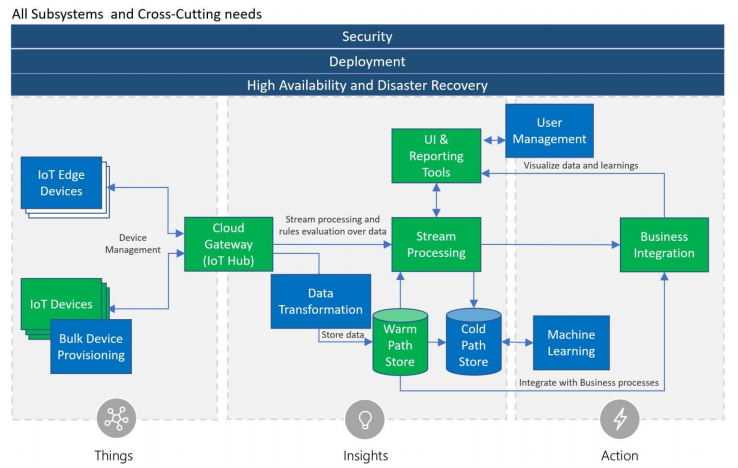 All Subsystems and Cross-Cutting needs
Security
Deployment
High Availability and Disaster Recovery
User
Management
UI &
Reporting
Tools
Visualize data and learnings
IoT Edge
Devices
Device
Management
Cloud
Gateway
(IoT Hub)
Stream processing and
rules evaluation over data
Stream
Processing
Business
Integration
IoT Devices
Bulk Device
Provisioning
Data
Transformation
Store data
Warm
Path
Store
Cold
Path
Store
Machine
Learning
Integrate with Business processes
Things
Insights
Action